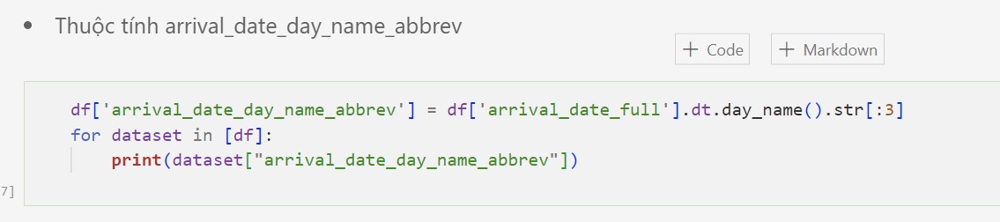 Thuộc tính arrival_date_day_name_abbrev
+ Code + Markdown
df['arrival_date_day_name_abbrev'] = df['arrival_date_full'].dt.day_name().str[:3]
for dataset in [df]:
    print(dataset["arrival_date_day_name_abbrev"])
7]